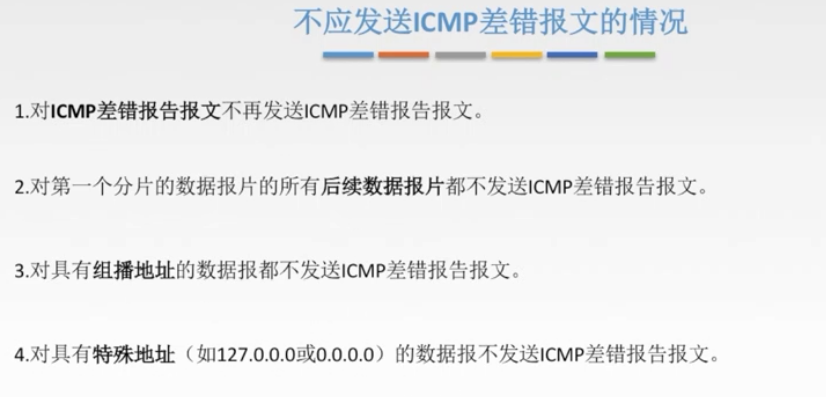 不应发送ICMP差错报文的情况
1.对ICMP差错报告报文不再发送ICMP差错报告报文。
2.对第一个分片的数据报片的所有后续数据报片都不发送ICMP差错报告报文。
3.对具有组播地址的数据报都不发送ICMP差错报告报文。
4.对具有特殊地址（如127.0.0.0或0.0.0.0）的数据报不发送ICMP差错报告报文。